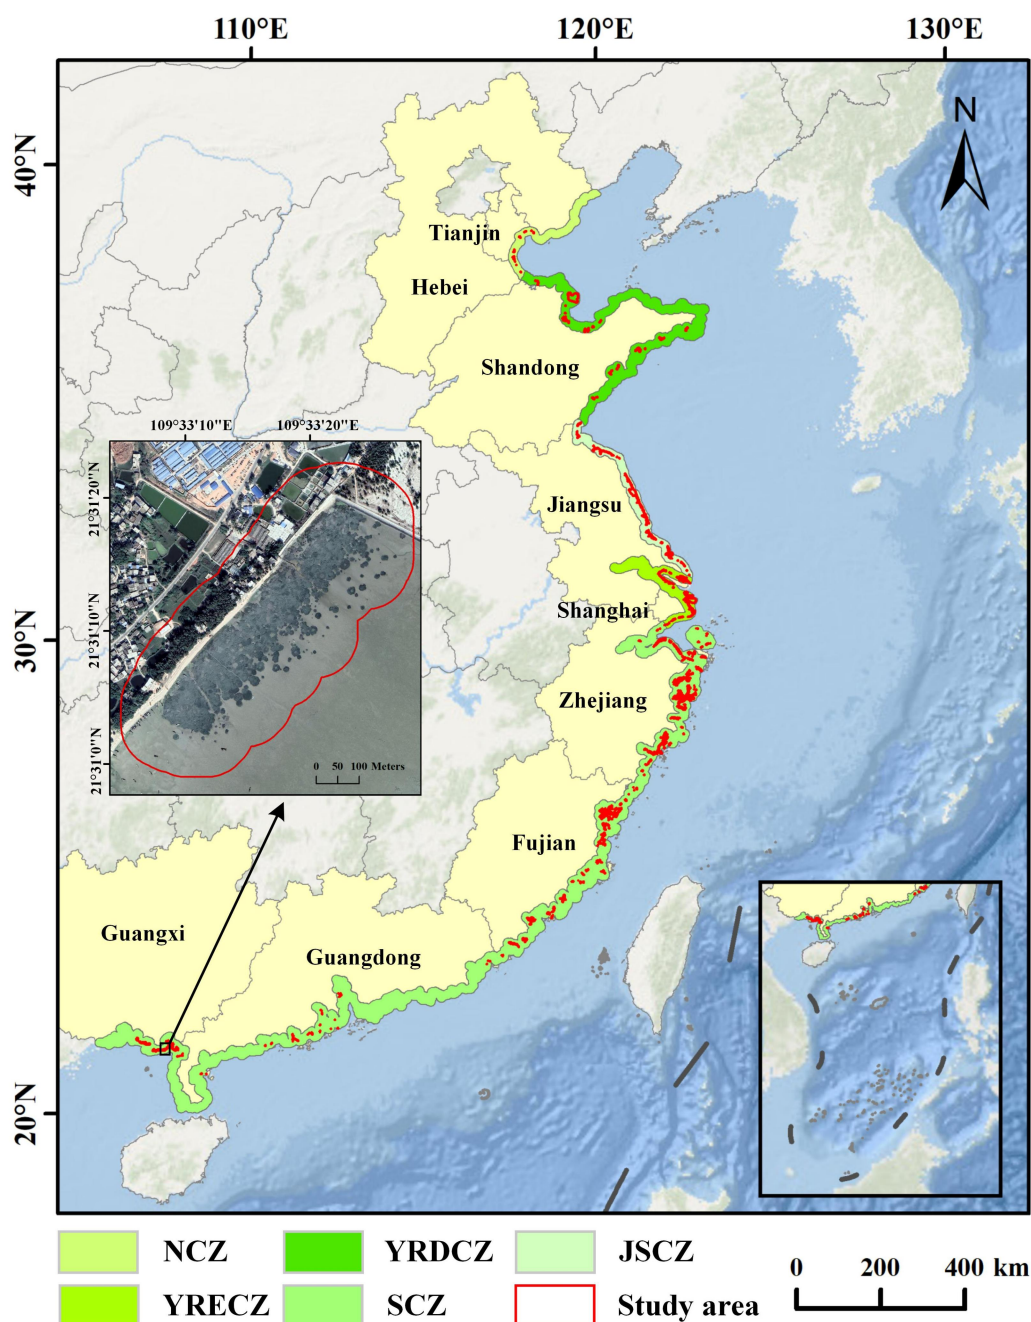 110°E 120°E 130°E
N
40°N
Tianjin
Hebei
Shandong
109°33'10"E 109°33'20"E
21°31'20"N
Jiangsu
21°31'10"N
Shanghai
30°N
Zhejiang
21°31'0"N
0 50 100 Meters
Fujian
Guangxi
Guangdong
20°N
NCZ YRDCZ JSCZ
YRECZ SCZ Study area
0 200 400 km